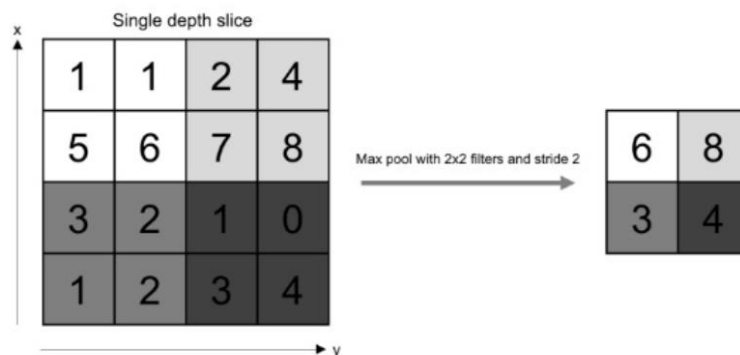 Single depth slice
x
1 1 2 4
5 6 7 8
3 2 1 0
1 2 3 4
y
Max pool with 2x2 filters and stride 2
6 8
3 4